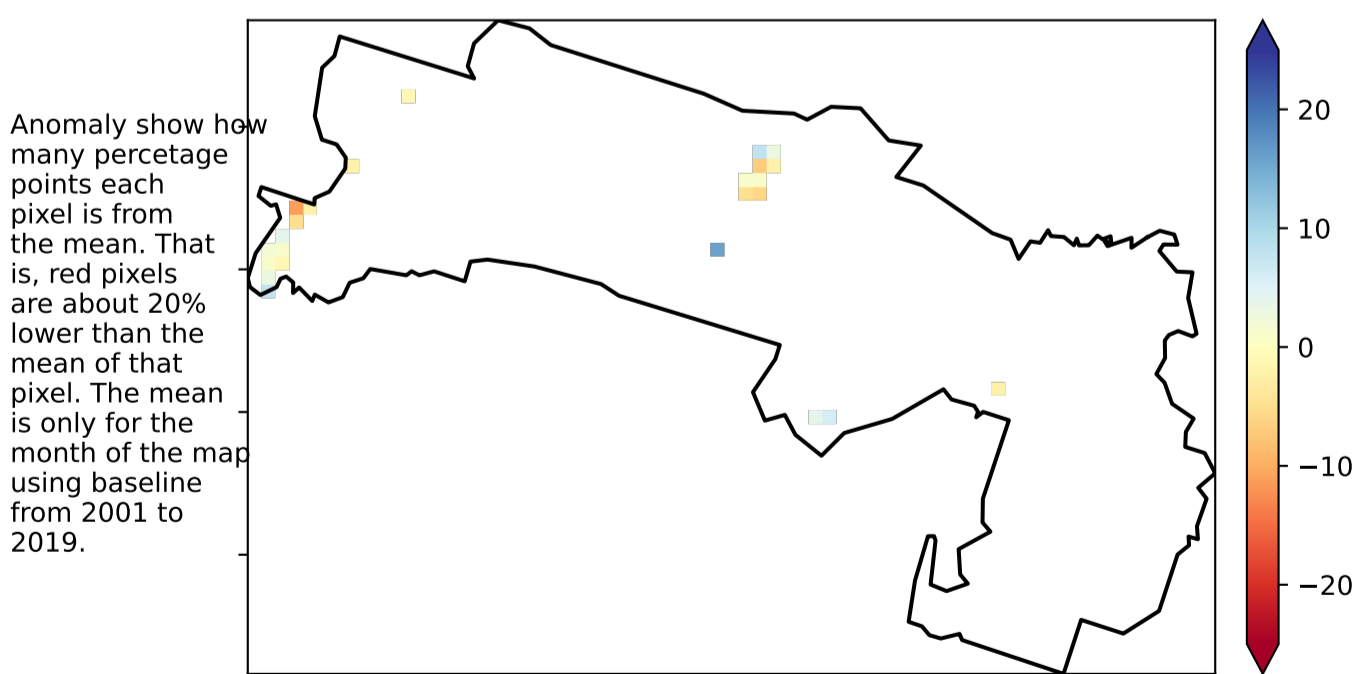 Anomaly show how
many percetage
points each
pixel is from
the mean. That
is, red pixels
are about 20%
lower than the
mean of that
pixel. The mean
is only for the
month of the map
using baseline
from 2001 to
2019.
20
10
0
−10
−20